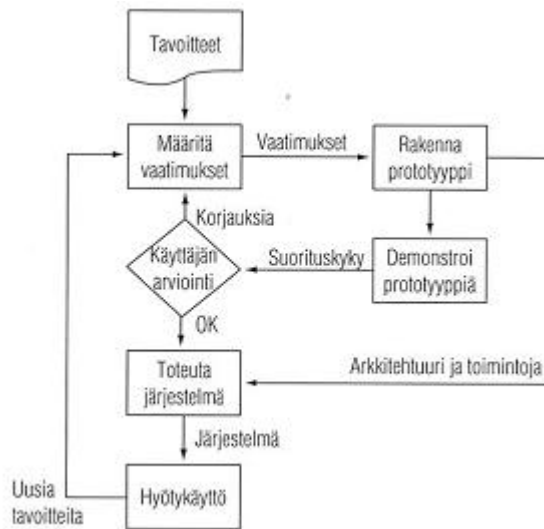 Tavoitteet
Määritä
vaatimukset
Vaatimukset
Rakenna
prototyyppi
Korjauksia
Käyttäjän
arviointi
Suorituskyky
Demonstroi
prototyyppiä
OK
Toteuta
järjestelmä
Arkkitehtuuri ja toimintoja
Järjestelmä
Uusia
tavoitteita
Hyötykäyttö